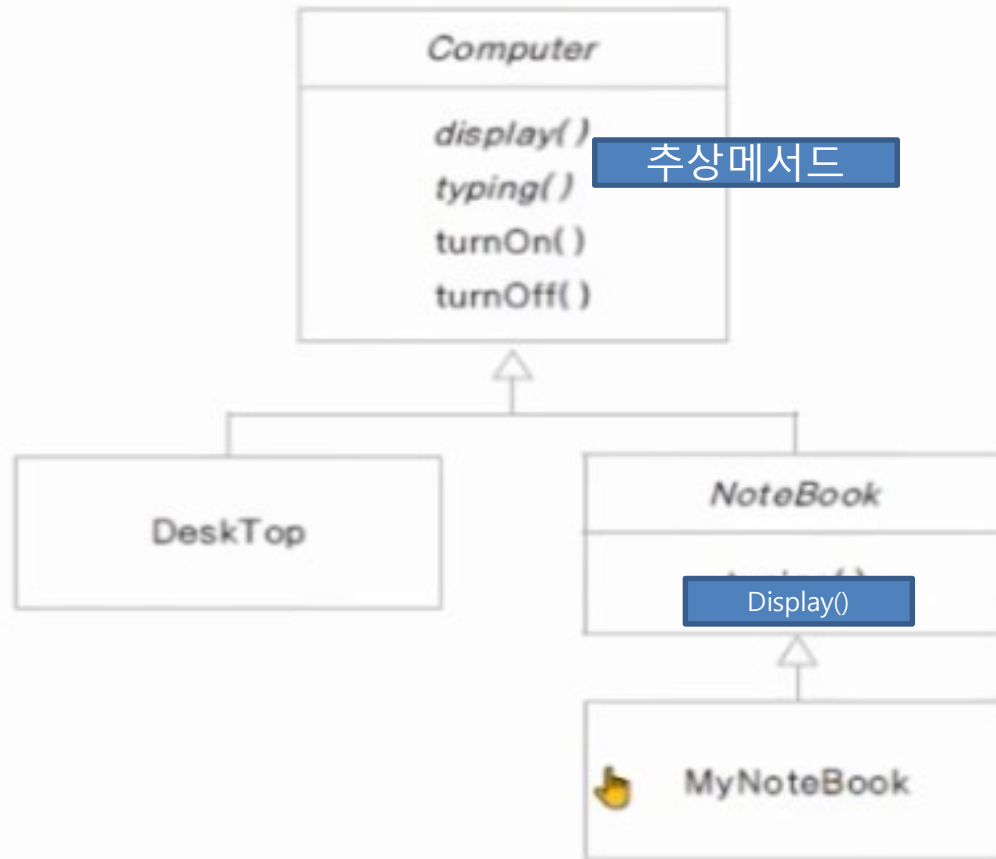 Computer
display( )
추상메서드
typing( )
turnOn( )
turnOff( )
DeskTop
NoteBook
Display()
MyNoteBook